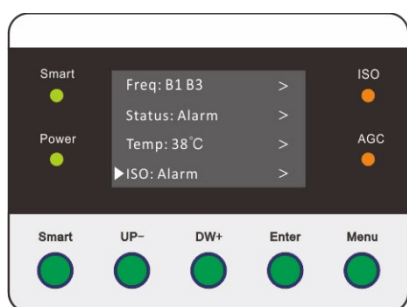 Smart
ISO
Freq: B1 B3 >
Status: Alarm >
Power
AGC
Temp: 38°C >
ISO: Alarm >
Smart UP- DW+ Enter Menu